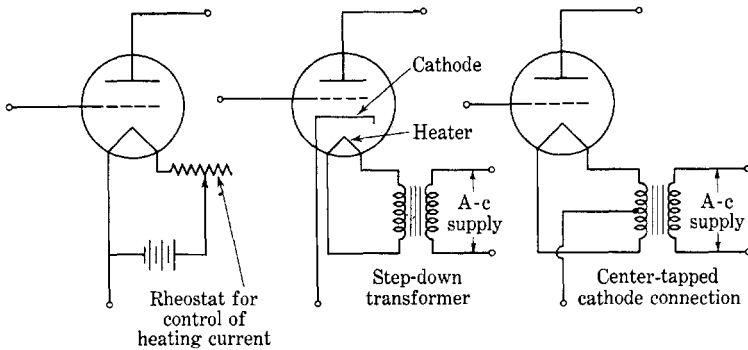 Cathode
Heater
A-c
supply
A-c
supply
Rheostat for
control of
heating current
Step-down
transformer
Center-tapped
cathode connection